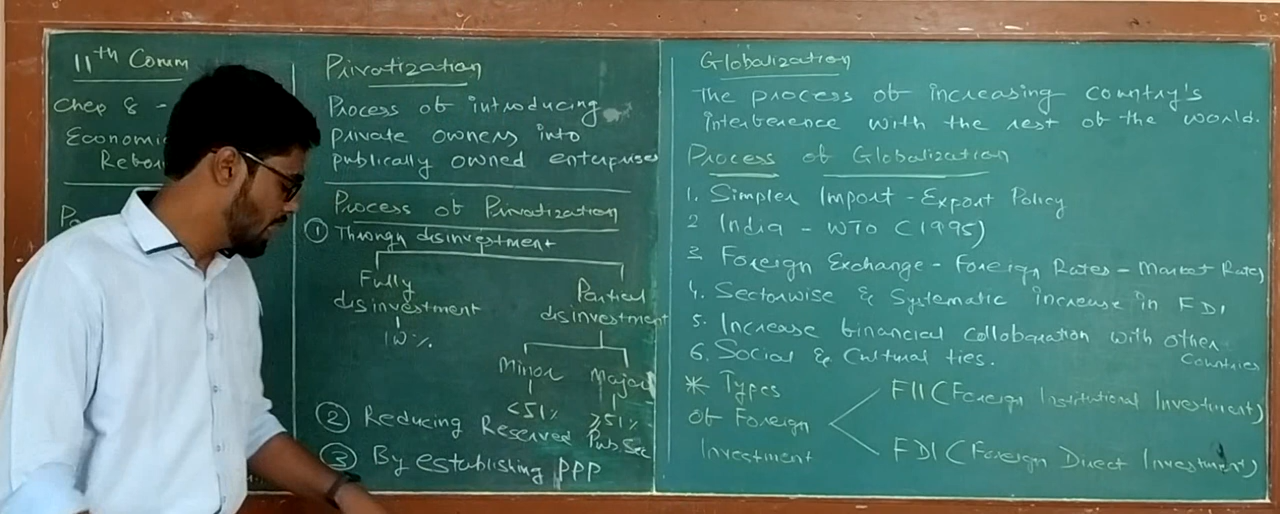 11th Comm
Chap 8 -
Economic
Privatization
Process of introducing
private owners into
publically owned enterprises
Process of Privatization
① Through disinvestment
Fully
disinvestment
Partial
disinvestment
Minor
Major
<51%
≥51%
② Reducing Reserved Pub. Sec
③ By establishing PPP
Globalization
The process of increasing country's
interference with the rest of the world.
Process of Globalization
1. Simpler Import - Export Policy
2 India - WTO (1995)
3 Foreign Exchange - Foreign Rates - Market Rates
4. Sectorwise & Systematic increase in FDI
5. Increase financial collaboration with other
countries
6. Social & Cultural ties.
* Types
of Foreign
Investment
FII (Foreign Institutional Investment)
FDI (Foreign Direct Investment)